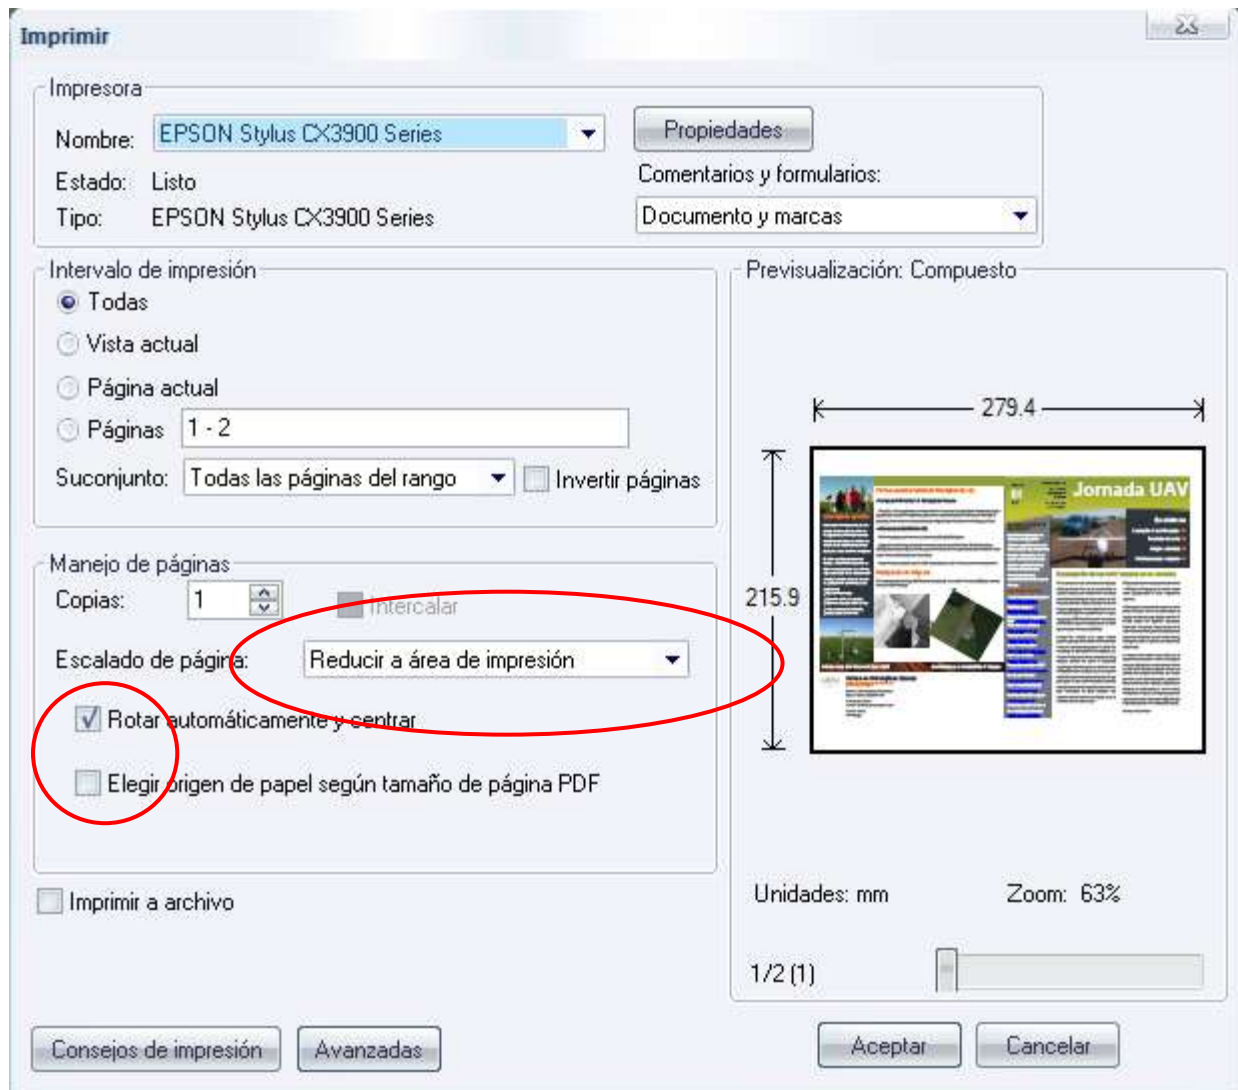 Imprimir
Impresora
Nombre: EPSON Stylus CX3900 Series
Propiedades
Estado: Listo
Comentarios y formularios:
Tipo: EPSON Stylus CX3900 Series
Documento y marcas
Intervalo de impresión
Todas
Vista actual
Página actual
Páginas 1 - 2
Suconjunto: Todas las páginas del rango Invertir páginas
Manejo de páginas
Copias: 1 Intercalar
Escalado de página: Reducir a área de impresión
Rotar automáticamente y centrar
Elegir origen de papel según tamaño de página PDF
Imprimir a archivo
Previsualización: Compuesto
279.4
215.9
Jornada UAV
Unidades: mm Zoom: 63%
1/2 (1)
Consejos de impresión Avanzadas Aceptar Cancelar